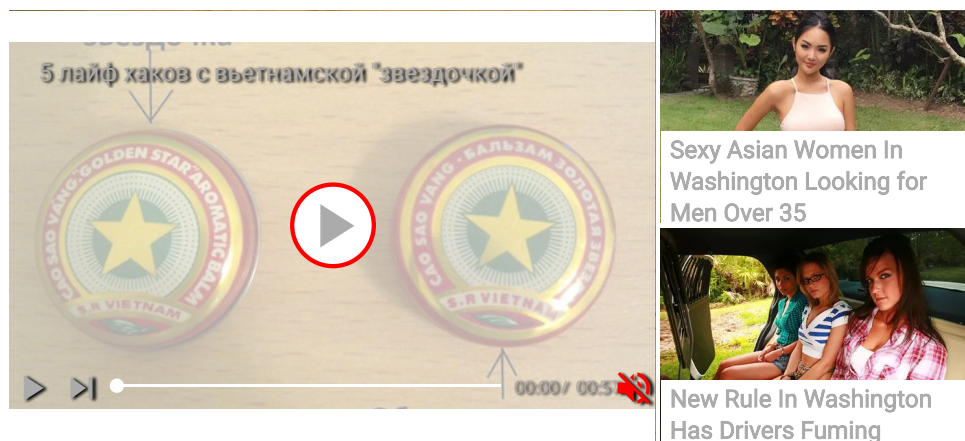 звездочка
5 лайф хаков с вьетнамской "звездочкой"
CAO SAO VANG·GOLDEN STAR AROMATIC BALM
S.R VIETNAM
CAO SAO VANG · БАЛЬЗАМ ЗОЛОТАЯ ЗВЕЗДА
S.R VIETNAM
00:00 / 00:57
Sexy Asian Women In
Washington Looking for
Men Over 35
New Rule In Washington
Has Drivers Fuming